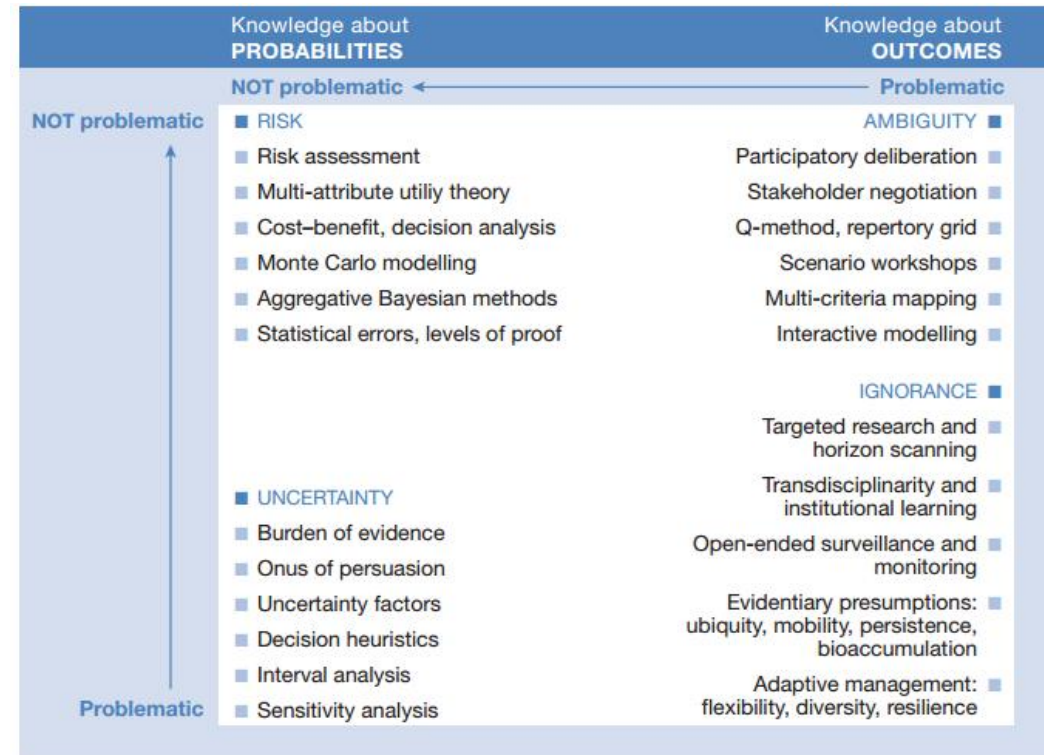 Knowledge about
PROBABILITIES
Knowledge about
OUTCOMES
NOT problematic
Problematic
NOT problematic
Problematic
RISK
Risk assessment
Multi-attribute utiliy theory
Cost–benefit, decision analysis
Monte Carlo modelling
Aggregative Bayesian methods
Statistical errors, levels of proof
AMBIGUITY
Participatory deliberation
Stakeholder negotiation
Q-method, repertory grid
Scenario workshops
Multi-criteria mapping
Interactive modelling
UNCERTAINTY
Burden of evidence
Onus of persuasion
Uncertainty factors
Decision heuristics
Interval analysis
Sensitivity analysis
IGNORANCE
Targeted research and
horizon scanning
Transdisciplinarity and
institutional learning
Open-ended surveillance and
monitoring
Evidentiary presumptions:
ubiquity, mobility, persistence,
bioaccumulation
Adaptive management:
flexibility, diversity, resilience